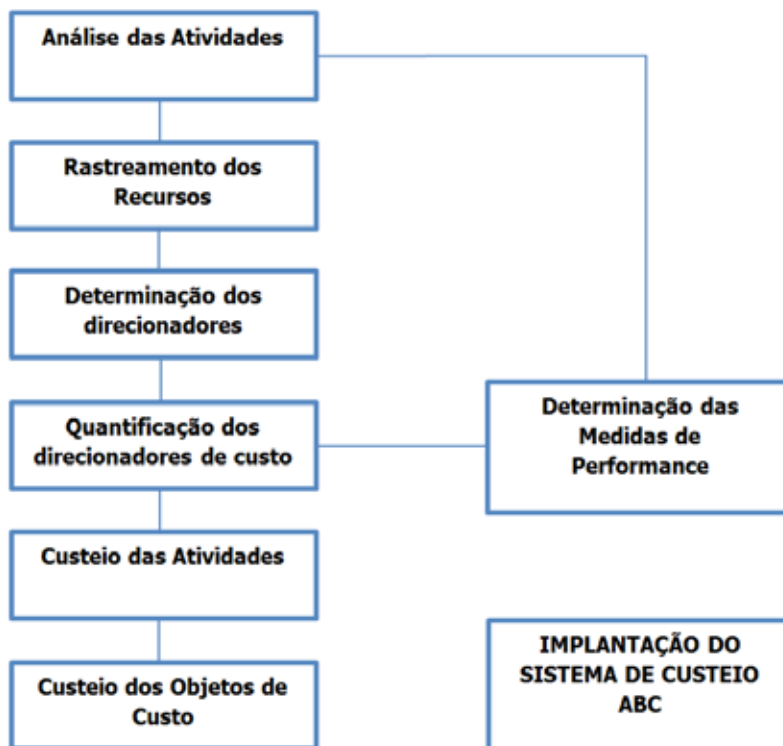 Análise das Atividades
Rastreamento dos
Recursos
Determinação dos
direcionadores
Quantificação dos
direcionadores de custo
Determinação das
Medidas de
Performance
Custeio das Atividades
Custeio dos Objetos de
Custo
IMPLANTAÇÃO DO
SISTEMA DE CUSTEIO
ABC